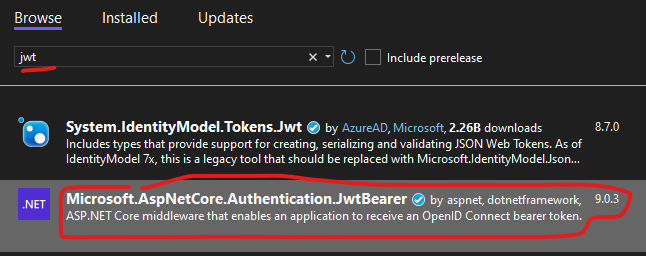 Browse Installed Updates
jwt Include prerelease
System.IdentityModel.Tokens.Jwt by AzureAD, Microsoft, 2.26B downloads 8.7.0
Includes types that provide support for creating, serializing and validating JSON Web Tokens. As of
IdentityModel 7x, this is a legacy tool that should be replaced with Microsoft.IdentityModel.Json...
.NET Microsoft.AspNetCore.Authentication.JwtBearer by aspnet, dotnetframework, 9.0.3
ASP.NET Core middleware that enables an application to receive an OpenID Connect bearer token.